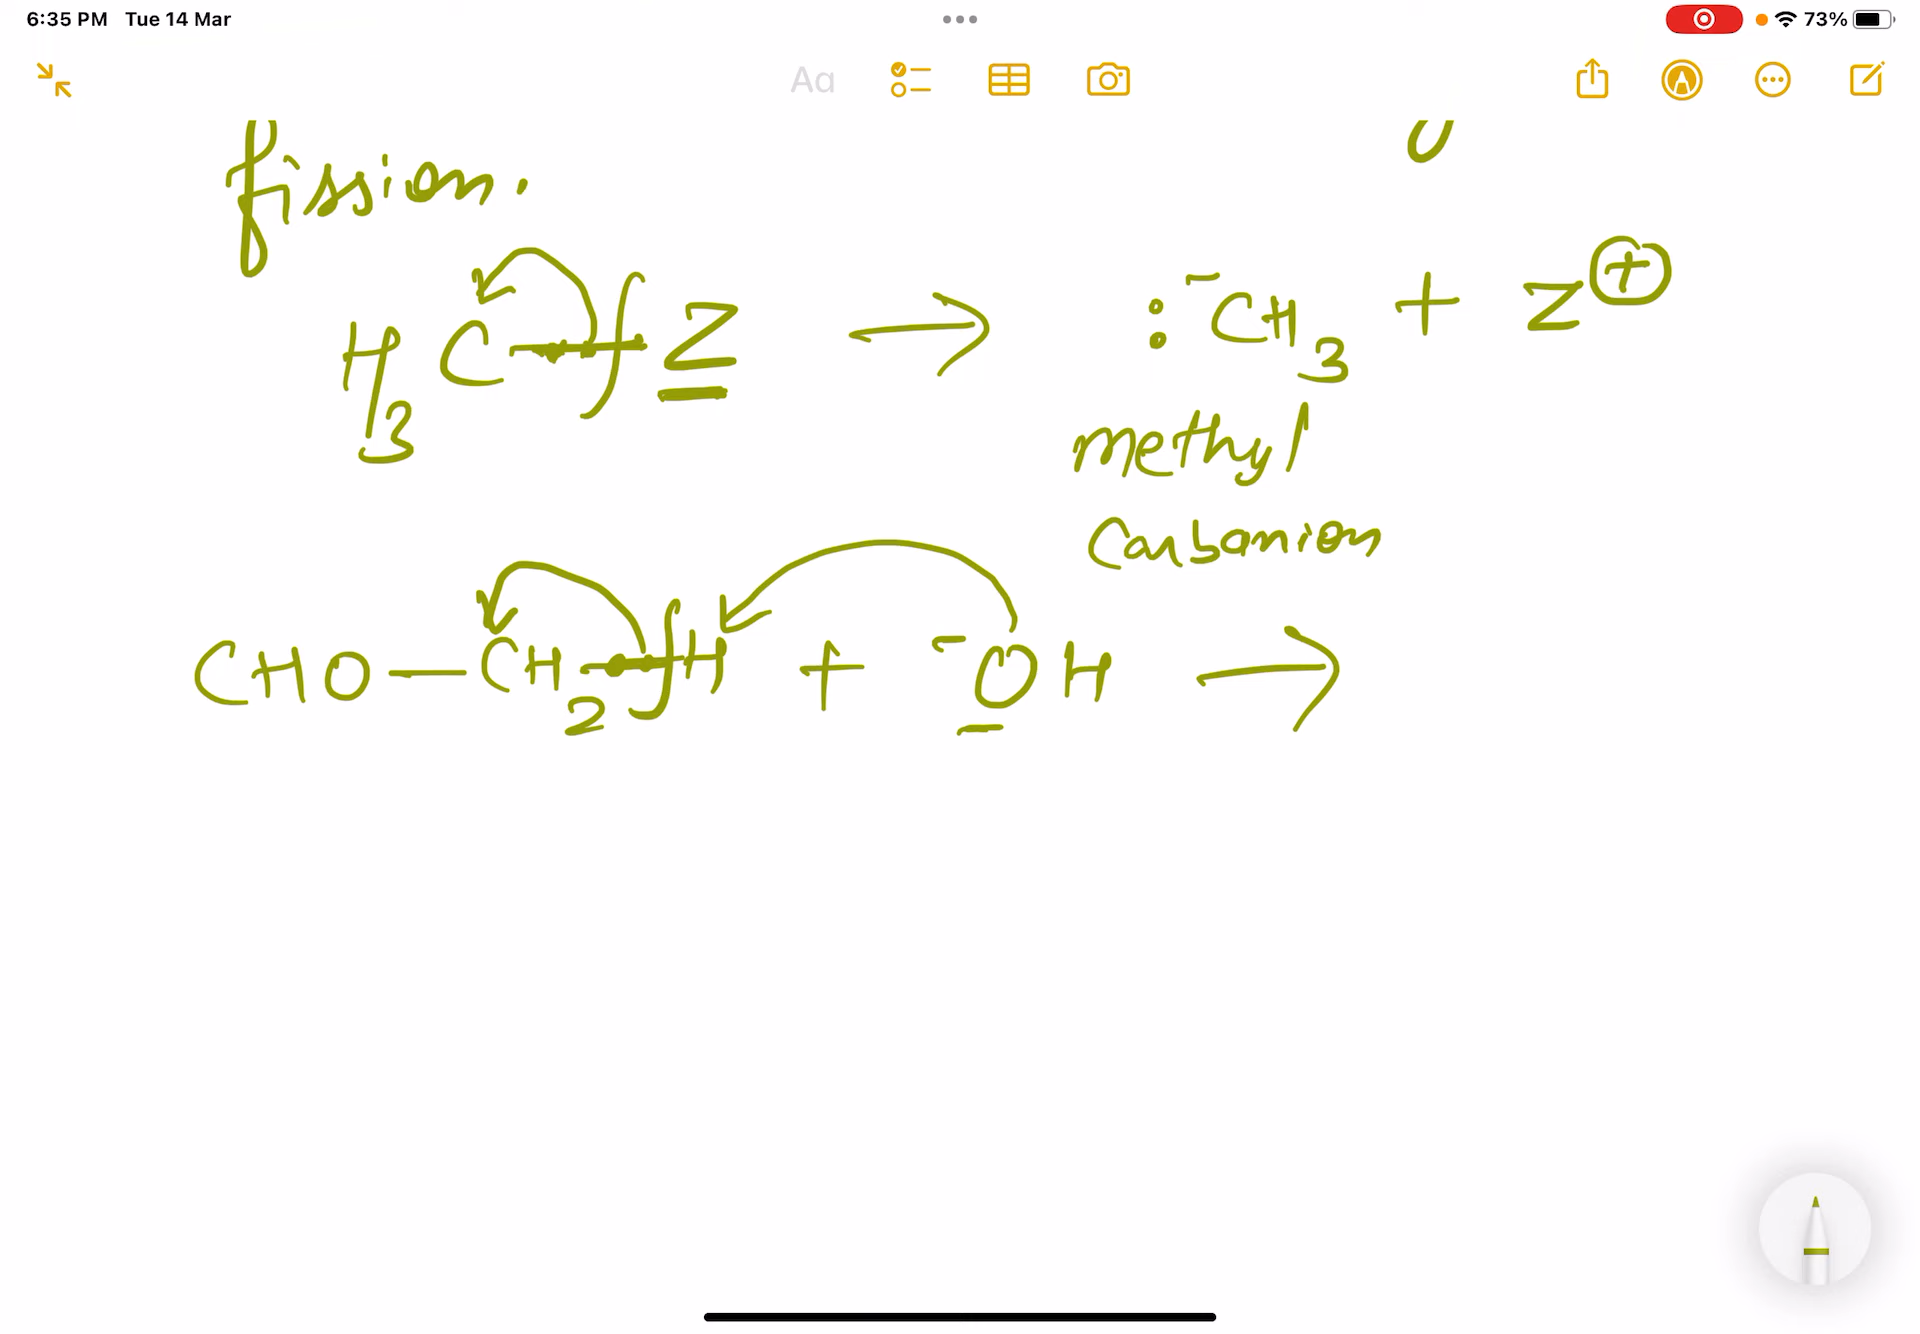 6:35 PM Tue 14 Mar
73%
Aa
fission.
H₃C—Z → :⁻CH₃ + Z⊕
methyl
Carbanion
CHO—CH₂—H + ⁻OH →